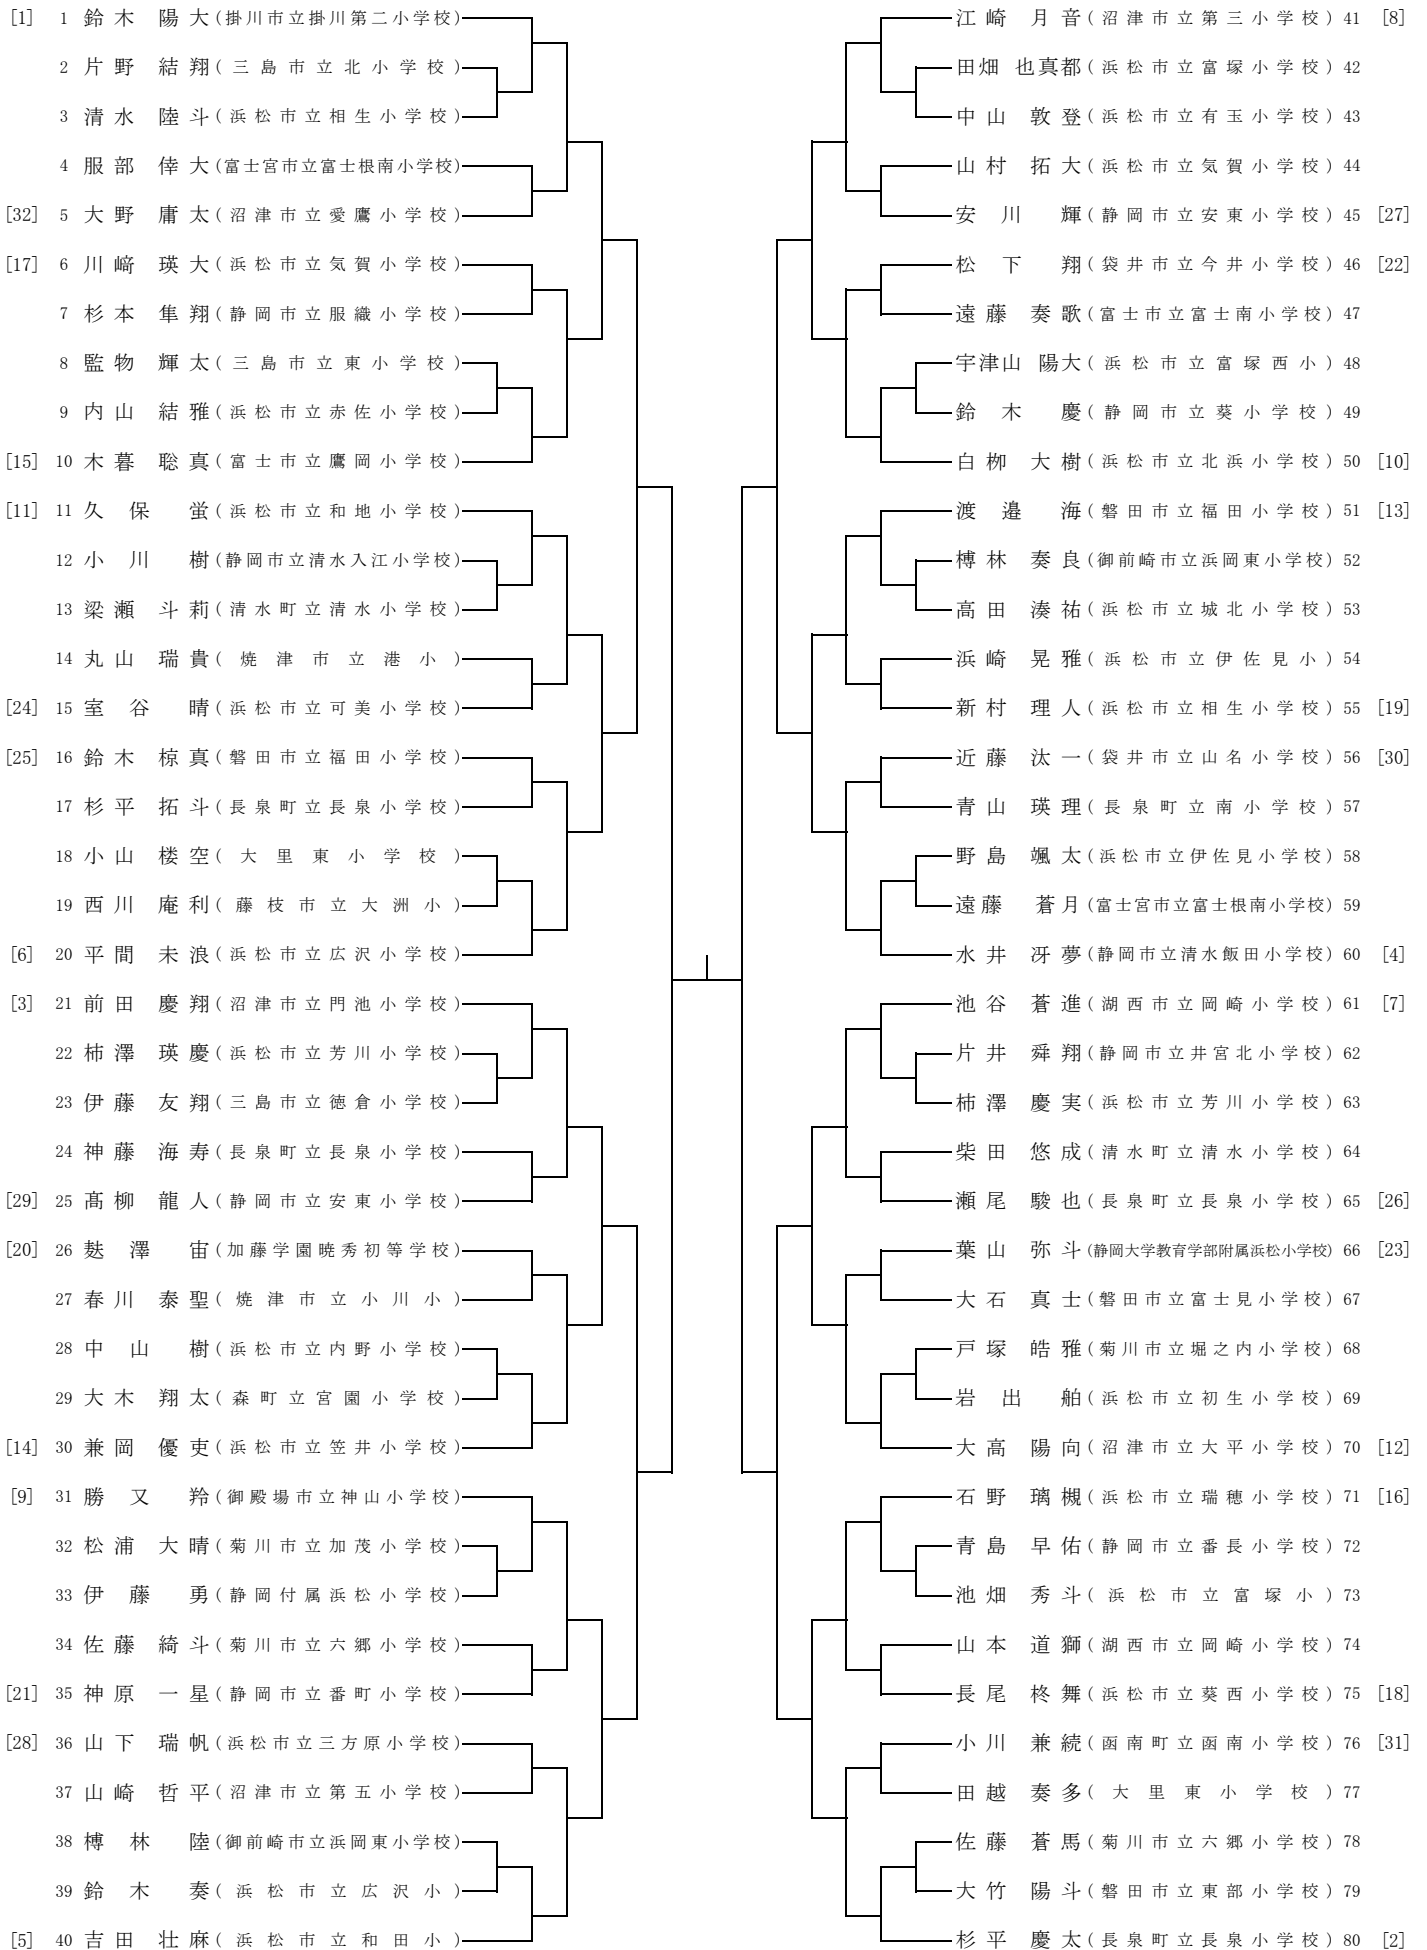 [1] 1 鈴木 陽大(掛川市立掛川第二小学校)
2 片野 結翔(三島市立北小学校)
3 清水 陸斗(浜松市立相生小学校)
4 服部 倖大(富士宮市立富士根南小学校)
[32] 5 大野 庸太(沼津市立愛鷹小学校)
[17] 6 川﨑 瑛大(浜松市立気賀小学校)
7 杉本 隼翔(静岡市立服織小学校)
8 監物 輝太(三島市立東小学校)
9 内山 結雅(浜松市立赤佐小学校)
[15] 10 木暮 聡真(富士市立鷹岡小学校)
[11] 11 久保 蛍(浜松市立和地小学校)
12 小川 樹(静岡市立清水入江小学校)
13 梁瀬 斗莉(清水町立清水小学校)
14 丸山 瑞貴(焼津市立港小)
[24] 15 室谷 晴(浜松市立可美小学校)
[25] 16 鈴木 椋真(磐田市立福田小学校)
17 杉平 拓斗(長泉町立長泉小学校)
18 小山 楼空(大里東小学校)
19 西川 庵利(藤枝市立大洲小)
[6] 20 平間 未浪(浜松市立広沢小学校)
[3] 21 前田 慶翔(沼津市立門池小学校)
22 柿澤 瑛慶(浜松市立芳川小学校)
23 伊藤 友翔(三島市立徳倉小学校)
24 神藤 海寿(長泉町立長泉小学校)
[29] 25 髙柳 龍人(静岡市立安東小学校)
[20] 26 麩澤 宙(加藤学園暁秀初等学校)
27 春川 泰聖(焼津市立小川小)
28 中山 樹(浜松市立内野小学校)
29 大木 翔太(森町立宮園小学校)
[14] 30 兼岡 優吏(浜松市立笠井小学校)
[9] 31 勝又 羚(御殿場市立神山小学校)
32 松浦 大晴(菊川市立加茂小学校)
33 伊藤 勇(静岡付属浜松小学校)
34 佐藤 綺斗(菊川市立六郷小学校)
[21] 35 神原 一星(静岡市立番町小学校)
[28] 36 山下 瑞帆(浜松市立三方原小学校)
37 山崎 哲平(沼津市立第五小学校)
38 榑林 陸(御前崎市立浜岡東小学校)
39 鈴木 奏(浜松市立広沢小)
[5] 40 吉田 壮麻(浜松市立和田小)
江崎 月音(沼津市立第三小学校) 41 [8]
田畑 也真都(浜松市立富塚小学校) 42
中山 敦登(浜松市立有玉小学校) 43
山村 拓大(浜松市立気賀小学校) 44
安川 輝(静岡市立安東小学校) 45 [27]
松下 翔(袋井市立今井小学校) 46 [22]
遠藤 奏歌(富士市立富士南小学校) 47
宇津山 陽大(浜松市立富塚西小) 48
鈴木 慶(静岡市立葵小学校) 49
白栁 大樹(浜松市立北浜小学校) 50 [10]
渡邉 海(磐田市立福田小学校) 51 [13]
榑林 奏良(御前崎市立浜岡東小学校) 52
高田 湊祐(浜松市立城北小学校) 53
浜崎 晃雅(浜松市立伊佐見小) 54
新村 理人(浜松市立相生小学校) 55 [19]
近藤 汰一(袋井市立山名小学校) 56 [30]
青山 瑛理(長泉町立南小学校) 57
野島 颯太(浜松市立伊佐見小学校) 58
遠藤 蒼月(富士宮市立富士根南小学校) 59
水井 冴夢(静岡市立清水飯田小学校) 60 [4]
池谷 蒼進(湖西市立岡崎小学校) 61 [7]
片井 舜翔(静岡市立井宮北小学校) 62
柿澤 慶実(浜松市立芳川小学校) 63
柴田 悠成(清水町立清水小学校) 64
瀬尾 駿也(長泉町立長泉小学校) 65 [26]
葉山 弥斗(静岡大学教育学部附属浜松小学校) 66 [23]
大石 真士(磐田市立富士見小学校) 67
戸塚 皓雅(菊川市立堀之内小学校) 68
岩出 舶(浜松市立初生小学校) 69
大高 陽向(沼津市立大平小学校) 70 [12]
石野 璃槻(浜松市立瑞穂小学校) 71 [16]
青島 早佑(静岡市立番長小学校) 72
池畑 秀斗(浜松市立富塚小) 73
山本 道獅(湖西市立岡崎小学校) 74
長尾 柊舞(浜松市立葵西小学校) 75 [18]
小川 兼続(函南町立函南小学校) 76 [31]
田越 奏多(大里東小学校) 77
佐藤 蒼馬(菊川市立六郷小学校) 78
大竹 陽斗(磐田市立東部小学校) 79
杉平 慶太(長泉町立長泉小学校) 80 [2]